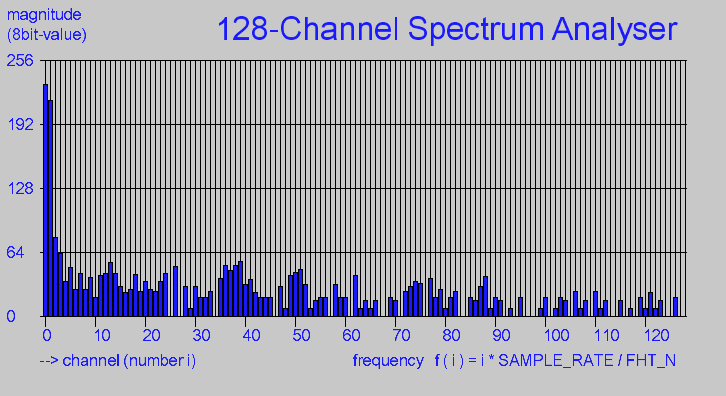 magnitude
(8bit-value)
128-Channel Spectrum Analyser
256
192
128
64
0
0 10 20 30 40 50 60 70 80 90 100 110 120
--> channel (number i) frequency f ( i ) = i * SAMPLE_RATE / FHT_N